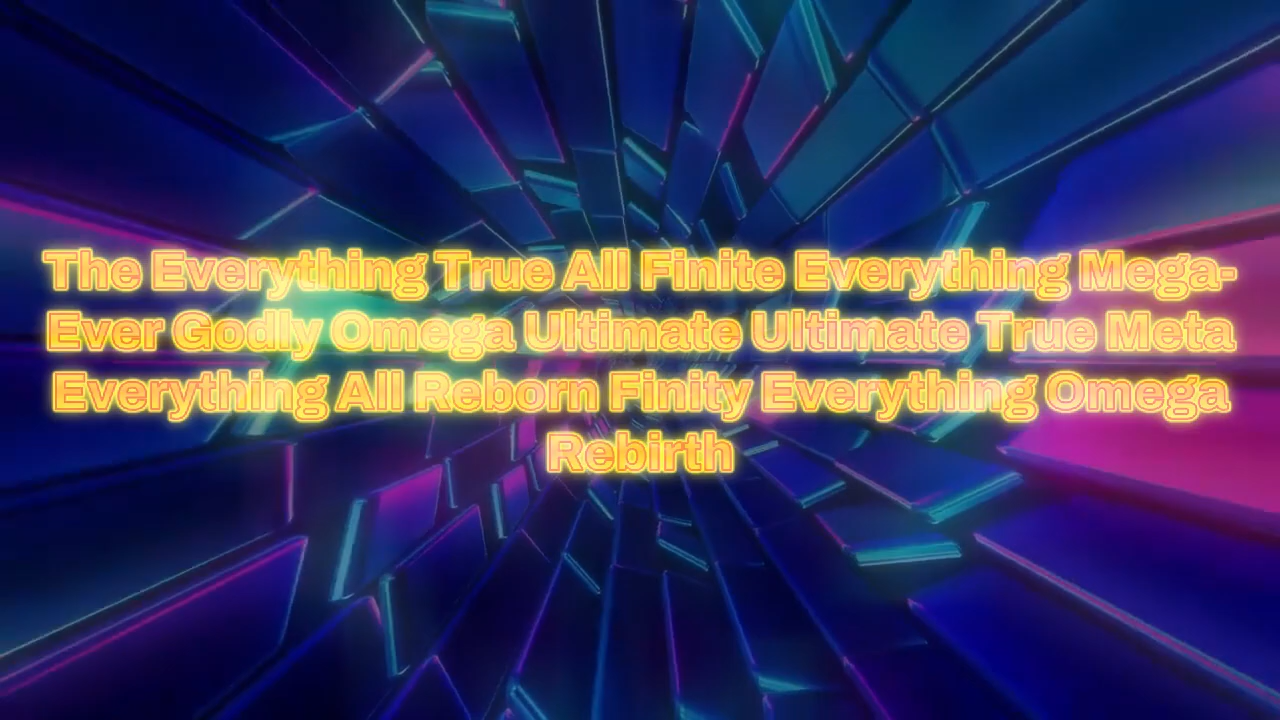 The Everything True All Finite Everything Mega-
Ever Godly Omega Ultimate Ultimate True Meta
Everything All Reborn Finity Everything Omega
Rebirth